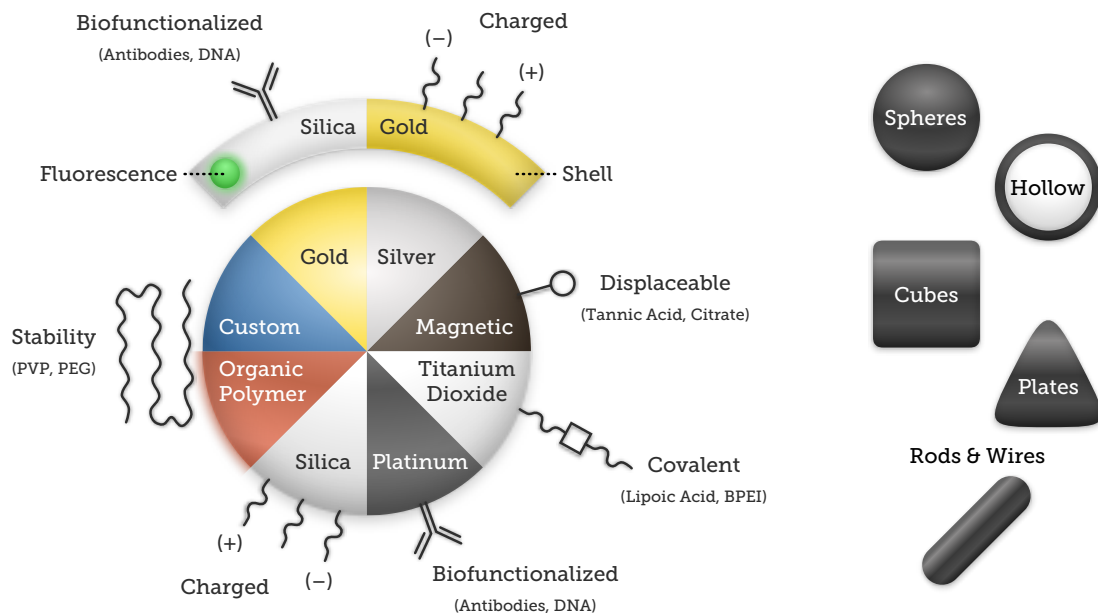 Biofunctionalized
(Antibodies, DNA)
(−)
Charged
(+)
Silica
Gold
Fluorescence
Shell
Gold
Silver
Custom
Magnetic
Organic
Polymer
Titanium
Dioxide
Silica
Platinum
Displaceable
(Tannic Acid, Citrate)
Stability
(PVP, PEG)
Covalent
(Lipoic Acid, BPEI)
(+)
Charged
(−)
Biofunctionalized
(Antibodies, DNA)
Spheres
Hollow
Cubes
Plates
Rods & Wires